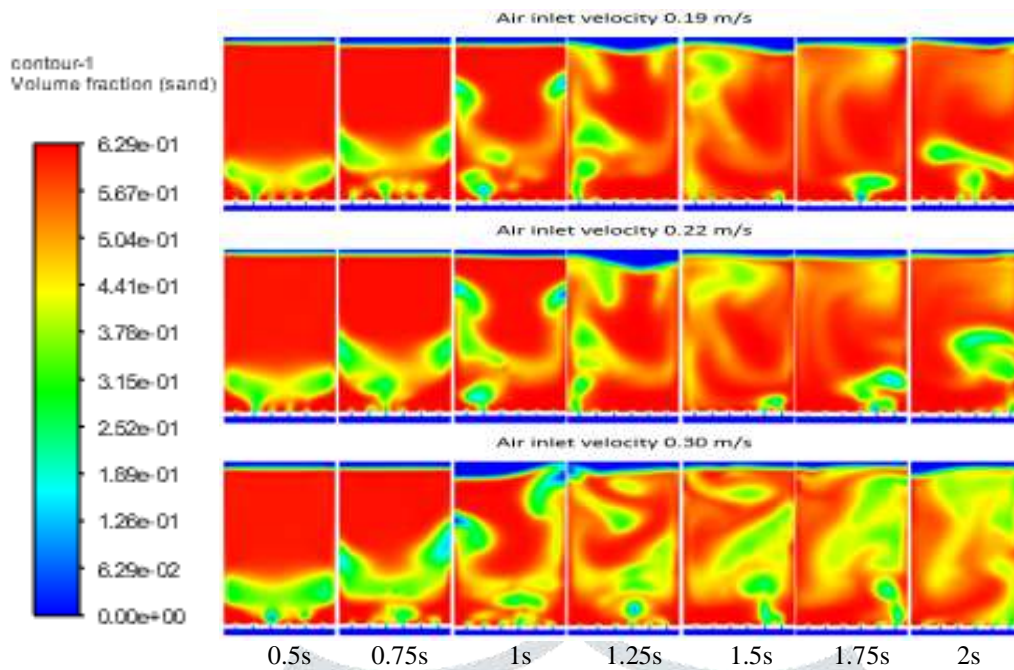 Air inlet velocity 0.19 m/s
contour-1
Volume fraction (sand)
6.29e-01
5.67e-01
5.04e-01
4.41e-01
3.78e-01
3.15e-01
2.52e-01
1.89e-01
1.26e-01
6.29e-02
0.00e+00
Air inlet velocity 0.22 m/s
Air inlet velocity 0.30 m/s
0.5s 0.75s 1s 1.25s 1.5s 1.75s 2s